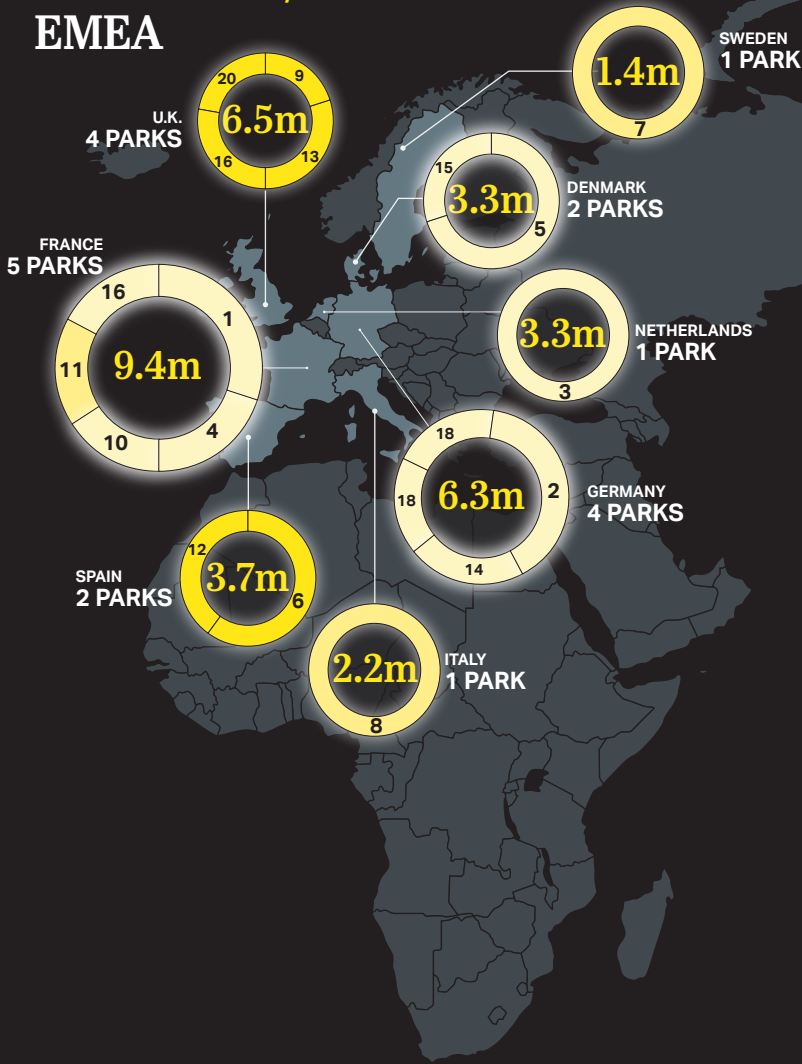 EMEA
SWEDEN
1 PARK
1.4m
7
U.K.
4 PARKS
20
9
6.5m
16
13
DENMARK
2 PARKS
15
3.3m
5
FRANCE
5 PARKS
16
1
11
9.4m
10
4
NETHERLANDS
1 PARK
3.3m
3
GERMANY
4 PARKS
18
2
18
6.3m
14
SPAIN
2 PARKS
12
3.7m
6
ITALY
1 PARK
2.2m
8